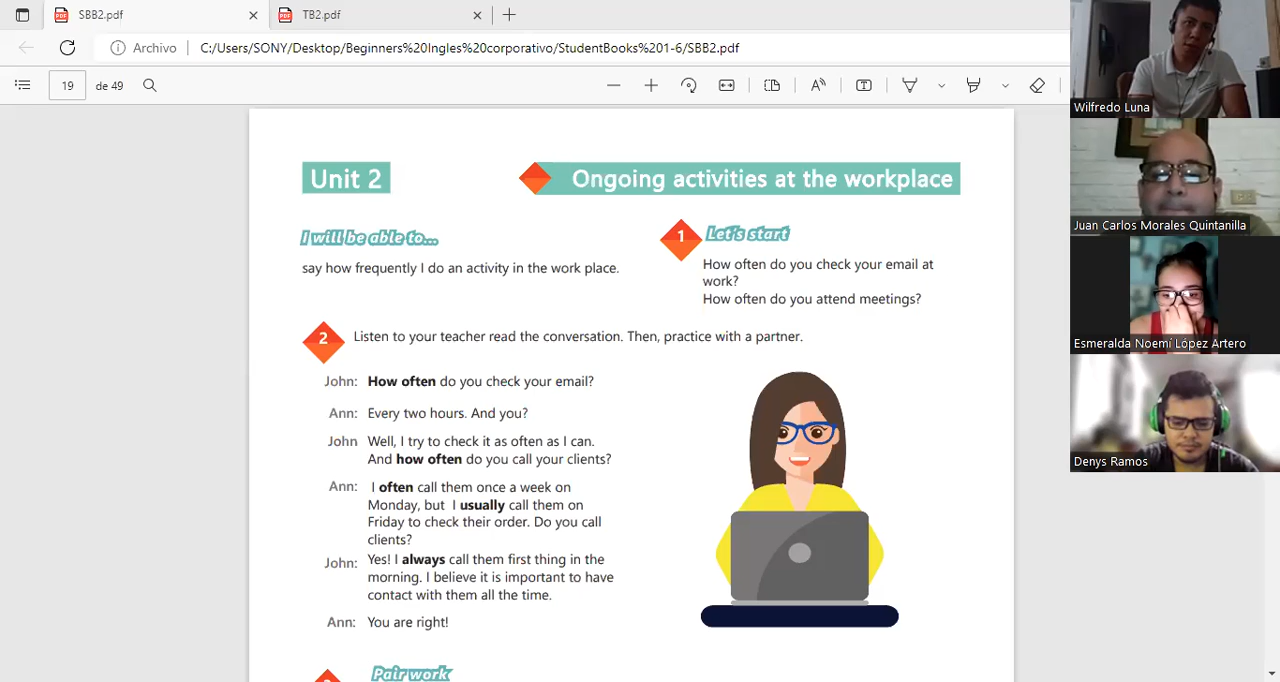 SBB2.pdf
TB2.pdf
Archivo
C:/Users/SONY/Desktop/Beginners%20Ingles%20corporativo/StudentBooks%201-6/SBB2.pdf
19
de 49
Unit 2
Ongoing activities at the workplace
I will be able to...
say how frequently I do an activity in the work place.
1
Let's start
How often do you check your email at
work?
How often do you attend meetings?
2
Listen to your teacher read the conversation. Then, practice with a partner.
John: How often do you check your email?
Ann: Every two hours. And you?
John Well, I try to check it as often as I can.
And how often do you call your clients?
Ann: I often call them once a week on
Monday, but I usually call them on
Friday to check their order. Do you call
clients?
John: Yes! I always call them first thing in the
morning. I believe it is important to have
contact with them all the time.
Ann: You are right!
Pair work
Wilfredo Luna
Juan Carlos Morales Quintanilla
Esmeralda Noemí López Artero
Denys Ramos